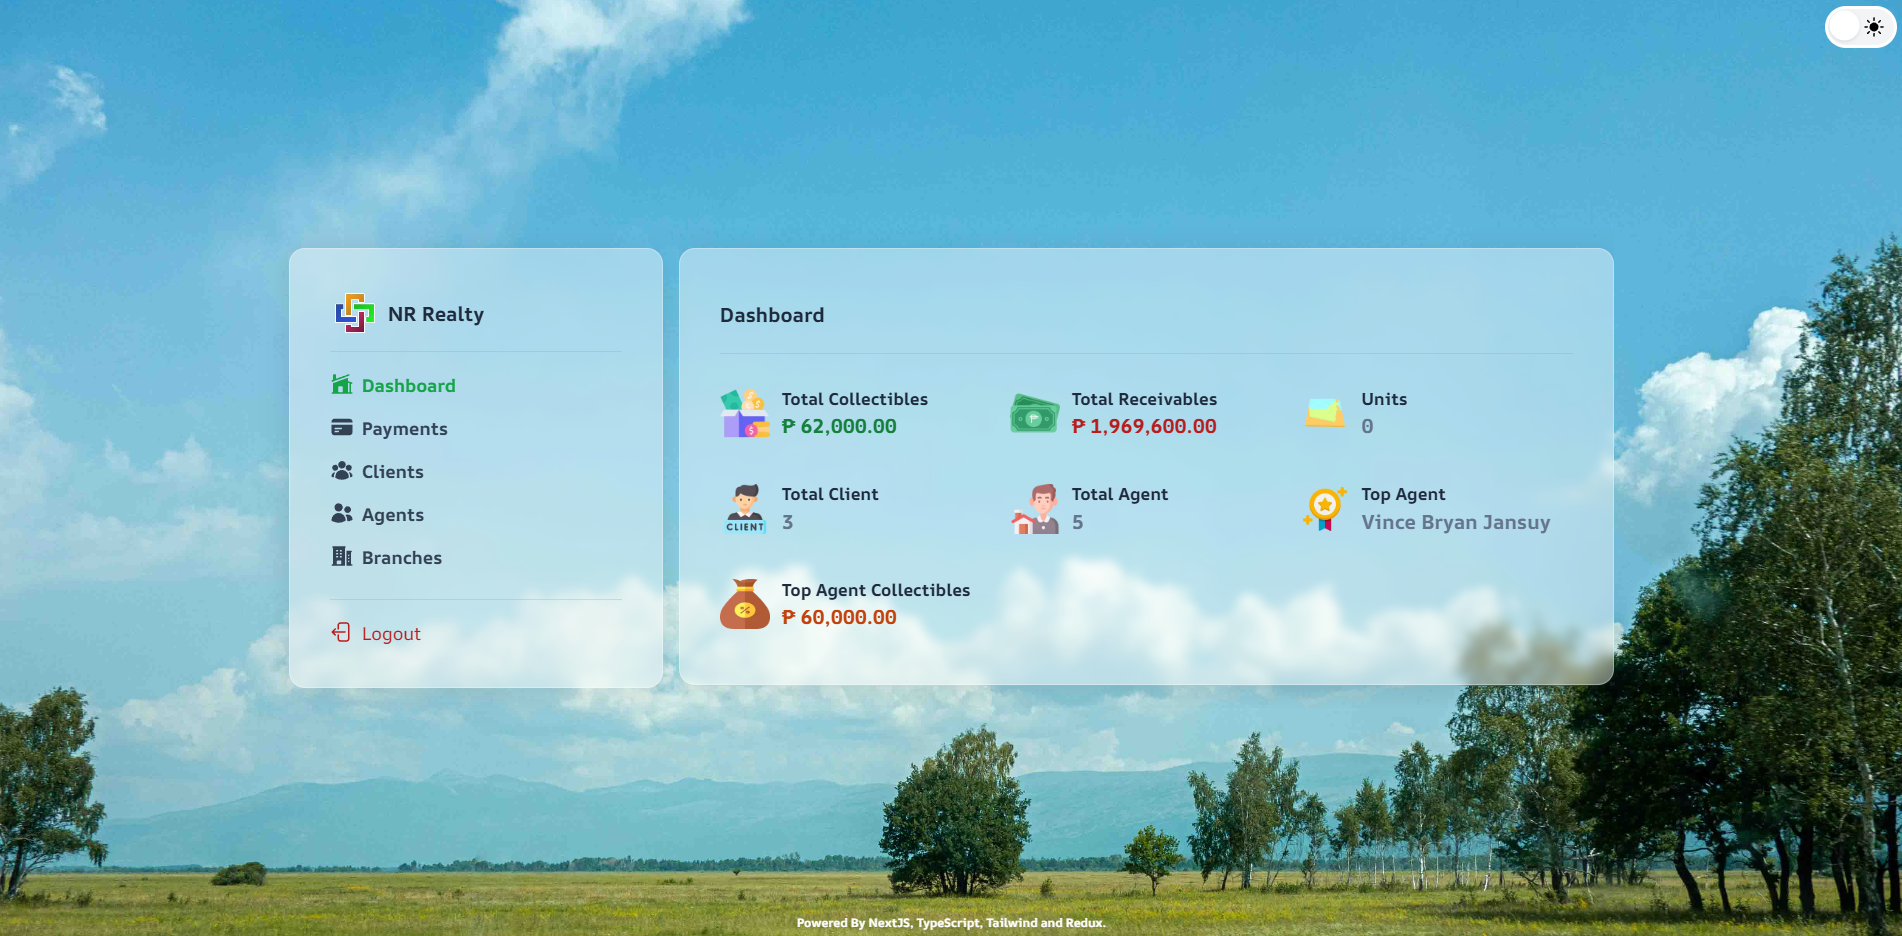 NR Realty
Dashboard
Payments
Clients
Agents
Branches
Logout
Dashboard
Total Collectibles
₱ 62,000.00
Total Receivables
₱ 1,969,600.00
Units
0
Total Client
3
CLIENT
Total Agent
5
Top Agent
Vince Bryan Jansuy
Top Agent Collectibles
₱ 60,000.00
Powered By NextJS, TypeScript, Tailwind and Redux.